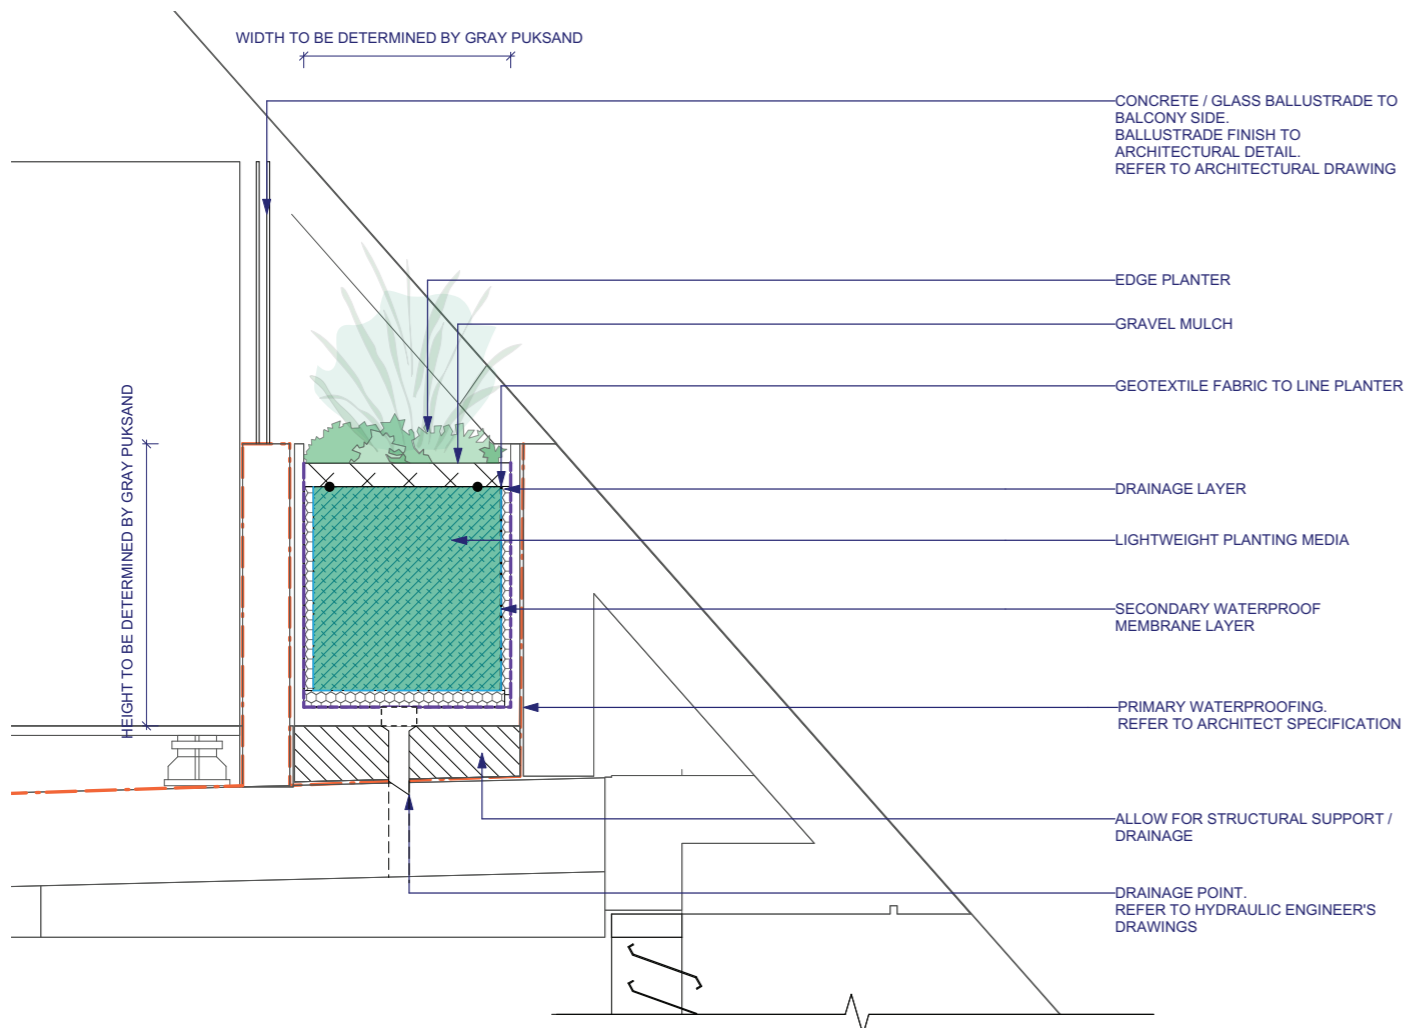 WIDTH TO BE DETERMINED BY GRAY PUKSAND
CONCRETE / GLASS BALLUSTRADE TO
BALCONY SIDE.
BALLUSTRADE FINISH TO
ARCHITECTURAL DETAIL.
REFER TO ARCHITECTURAL DRAWING
EDGE PLANTER
GRAVEL MULCH
GEOTEXTILE FABRIC TO LINE PLANTER
HEIGHT TO BE DETERMINED BY GRAY PUKSAND
DRAINAGE LAYER
LIGHTWEIGHT PLANTING MEDIA
SECONDARY WATERPROOF
MEMBRANE LAYER
PRIMARY WATERPROOFING.
REFER TO ARCHITECT SPECIFICATION
ALLOW FOR STRUCTURAL SUPPORT /
DRAINAGE
DRAINAGE POINT.
REFER TO HYDRAULIC ENGINEER'S
DRAWINGS